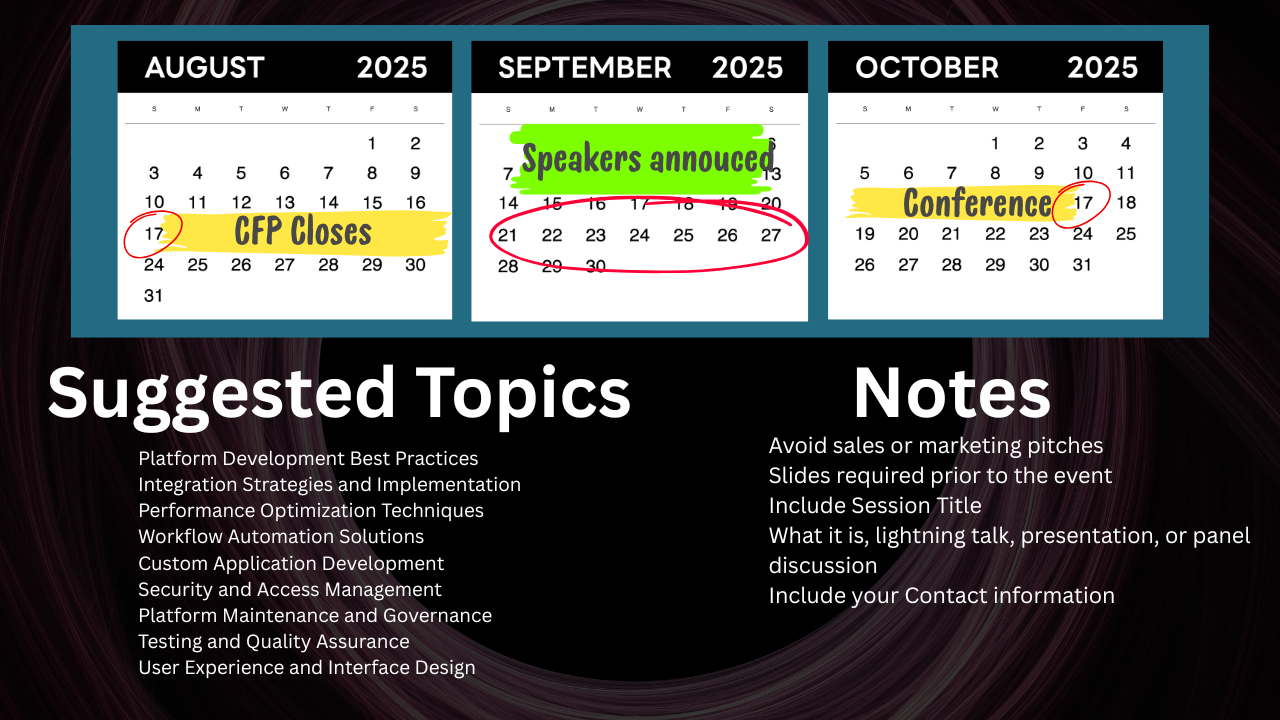 AUGUST 2025
S M T W T F S
1 2
3 4 5 6 7 8 9
10 11 12 13 14 15 16
17 CFP Closes
24 25 26 27 28 29 30
31
SEPTEMBER 2025
S M T W T F S
6
Speakers annouced
7 13
14 15 16 17 18 19 20
21 22 23 24 25 26 27
28 29 30
OCTOBER 2025
S M T W T F S
1 2 3 4
5 6 7 8 9 10 11
Conference 17 18
19 20 21 22 23 24 25
26 27 28 29 30 31
Suggested Topics
Platform Development Best Practices
Integration Strategies and Implementation
Performance Optimization Techniques
Workflow Automation Solutions
Custom Application Development
Security and Access Management
Platform Maintenance and Governance
Testing and Quality Assurance
User Experience and Interface Design
Notes
Avoid sales or marketing pitches
Slides required prior to the event
Include Session Title
What it is, lightning talk, presentation, or panel
discussion
Include your Contact information